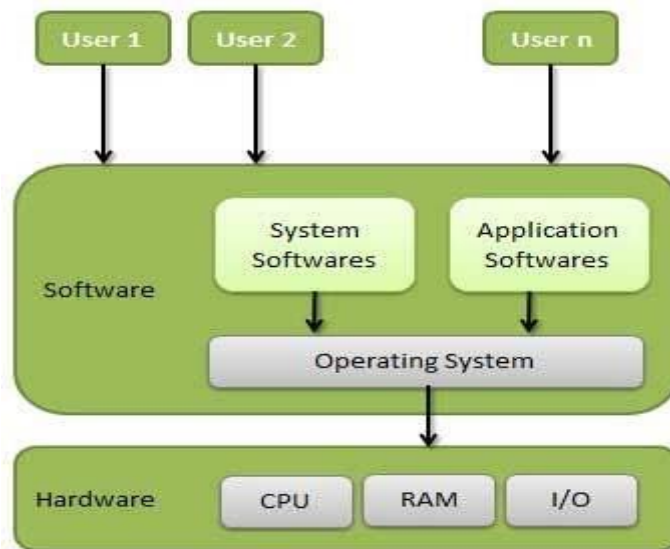 User 1
User 2
User n
System
Softwares
Application
Softwares
Software
Operating System
Hardware
CPU
RAM
I/O